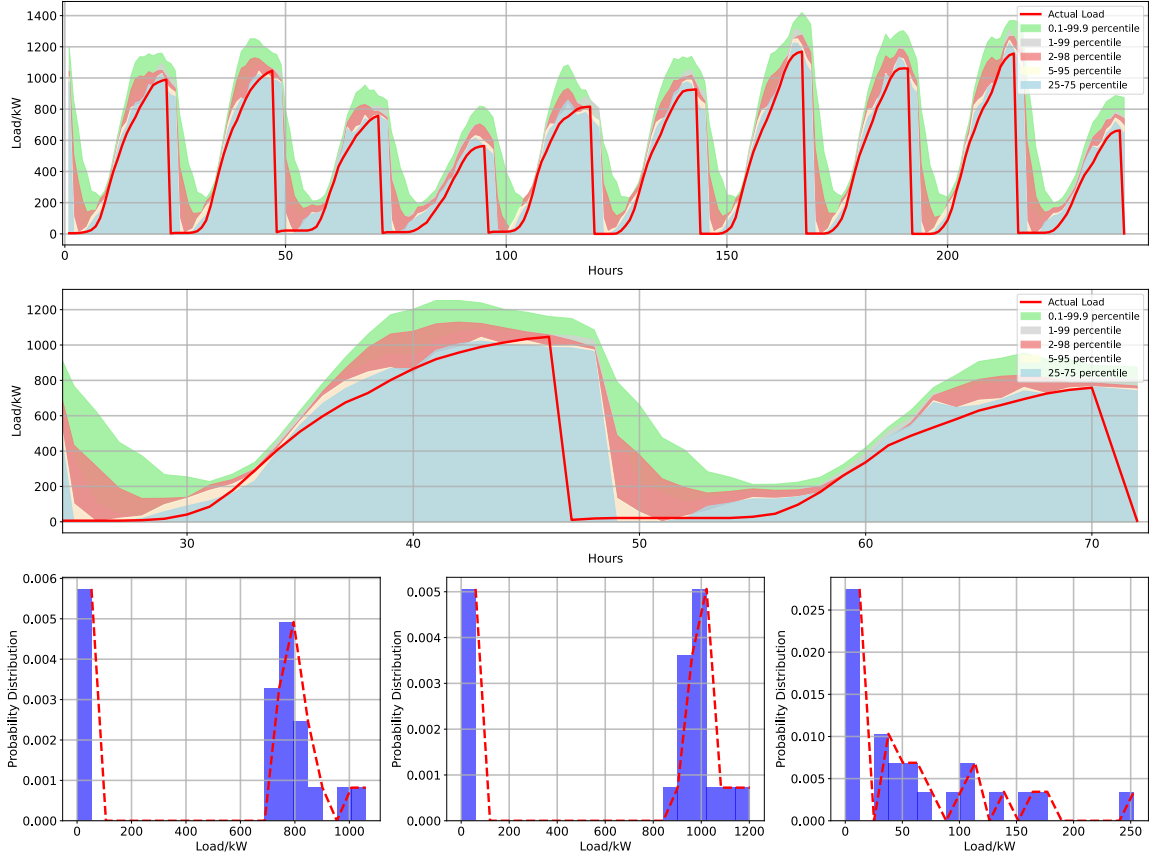 1400
1200
1000
800
600
400
200
0
Load/kW
0
50
100
150
200
Hours
Actual Load
0.1-99.9 percentile
1-99 percentile
2-98 percentile
5-95 percentile
25-75 percentile
1200
1000
800
600
400
200
0
Load/kW
30
40
50
60
70
Hours
Actual Load
0.1-99.9 percentile
1-99 percentile
2-98 percentile
5-95 percentile
25-75 percentile
0.006
0.005
0.004
0.003
0.002
0.001
0.000
Probability Distribution
0
200
400
600
800
1000
Load/kW
0.005
0.004
0.003
0.002
0.001
0.000
Probability Distribution
0
200
400
600
800
1000
1200
Load/kW
0.025
0.020
0.015
0.010
0.005
0.000
Probability Distribution
0
50
100
150
200
250
Load/kW